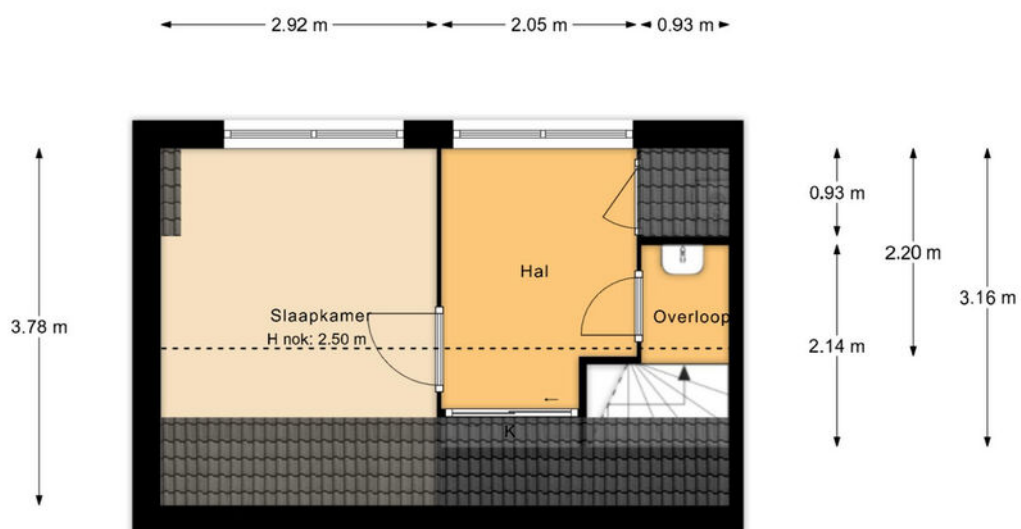 2.92 m
2.05 m
0.93 m
0.93 m
2.20 m
Hal
3.16 m
Slaapkamer
H nok: 2.50 m
Overloop
3.78 m
2.14 m
K